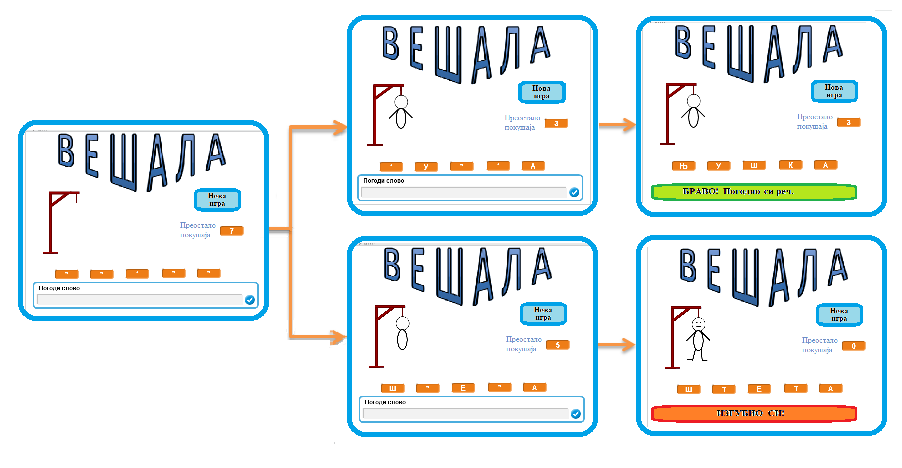 ВЕШАЛА
Нова
игра
Преостало
покушаја
7
* * * * *
Погоди слово
ВЕШАЛА
Нова
игра
Преостало
покушаја
3
* У * * А
Погоди слово
ВЕШАЛА
Нова
игра
Преостало
покушаја
3
Њ У Ш К А
БРАВО! Погодио си реч.
ВЕШАЛА
Нова
игра
Преостало
покушаја
5
Ш * Е * А
Погоди слово
ВЕШАЛА
Нова
игра
Преостало
покушаја
0
Ш Т Е Т А
ИЗГУБИО СИ!